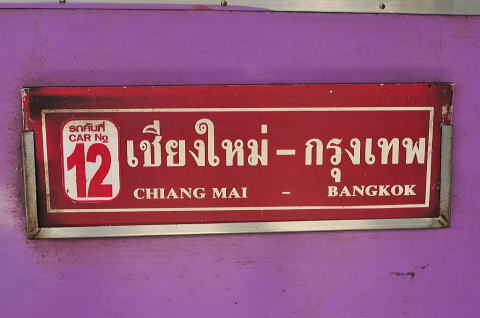 รถคันที่
CAR No
12
เชียงใหม่ – กรุงเทพ
CHIANG MAI - BANGKOK